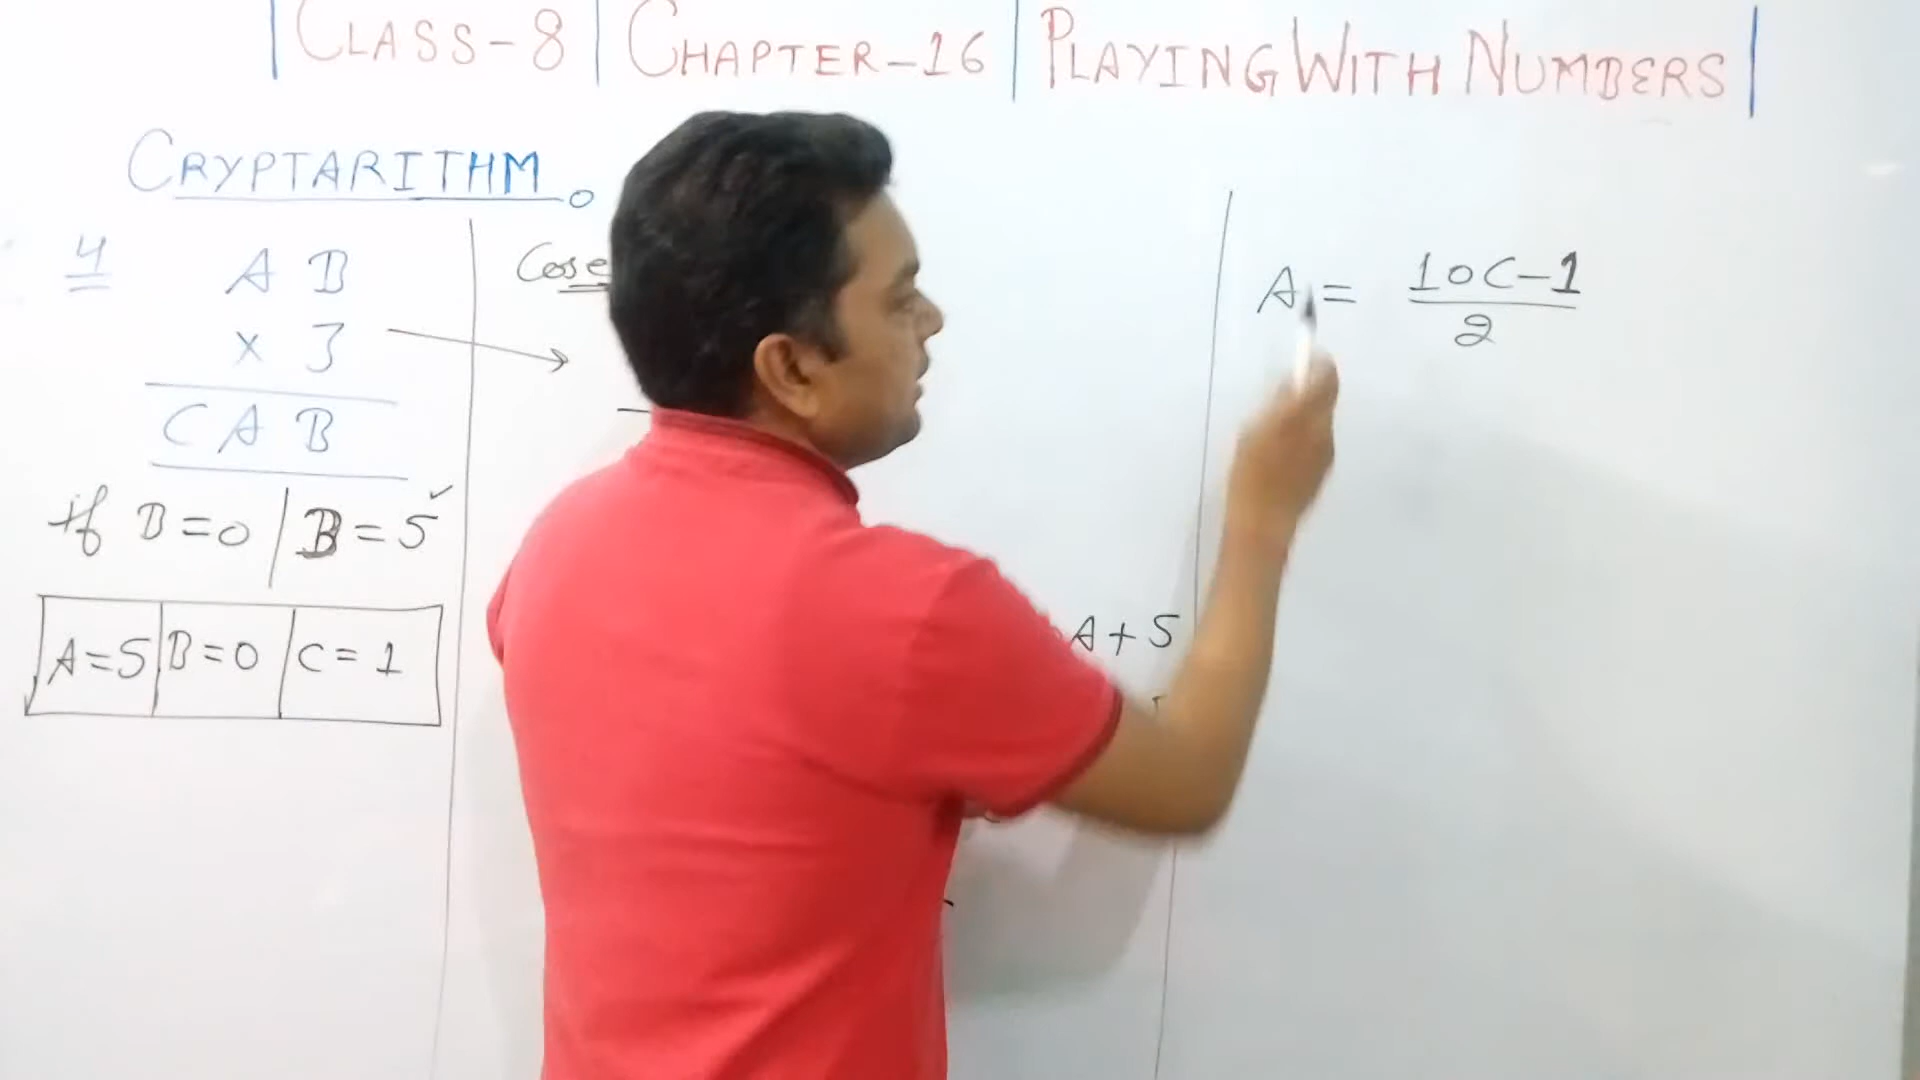 | CLASS-8 | CHAPTER-16 | PLAYING WITH NUMBERS |
CRYPTARITHM
4
A B
× 3
C A B
if B=0 | B=5 ✓
A=5 | B=0 | C=1
Case
A+5
A = 10C-1
2